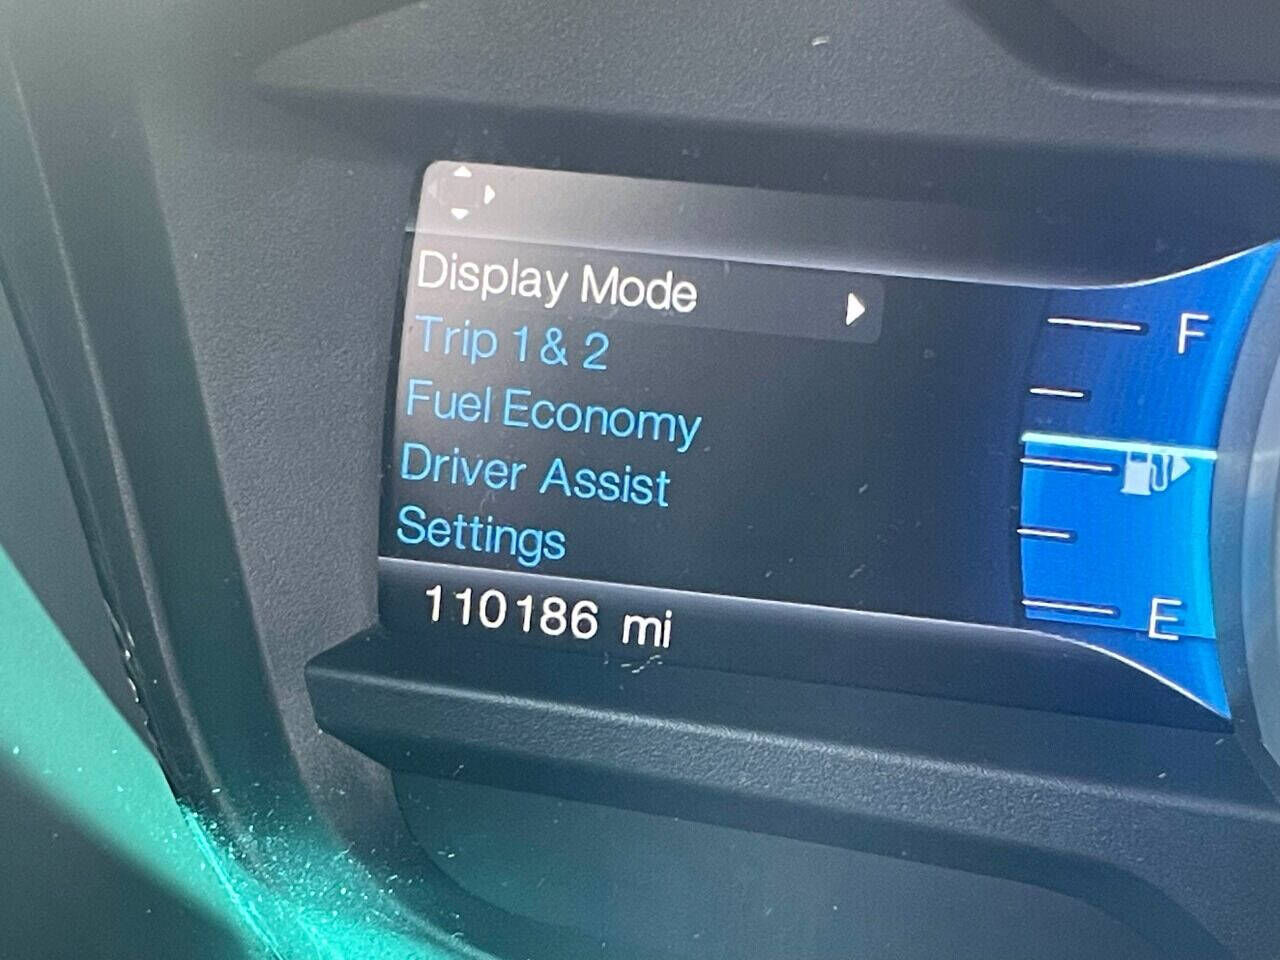 Display Mode
Trip 1 & 2
Fuel Economy
Driver Assist
Settings
110186 mi
F
E